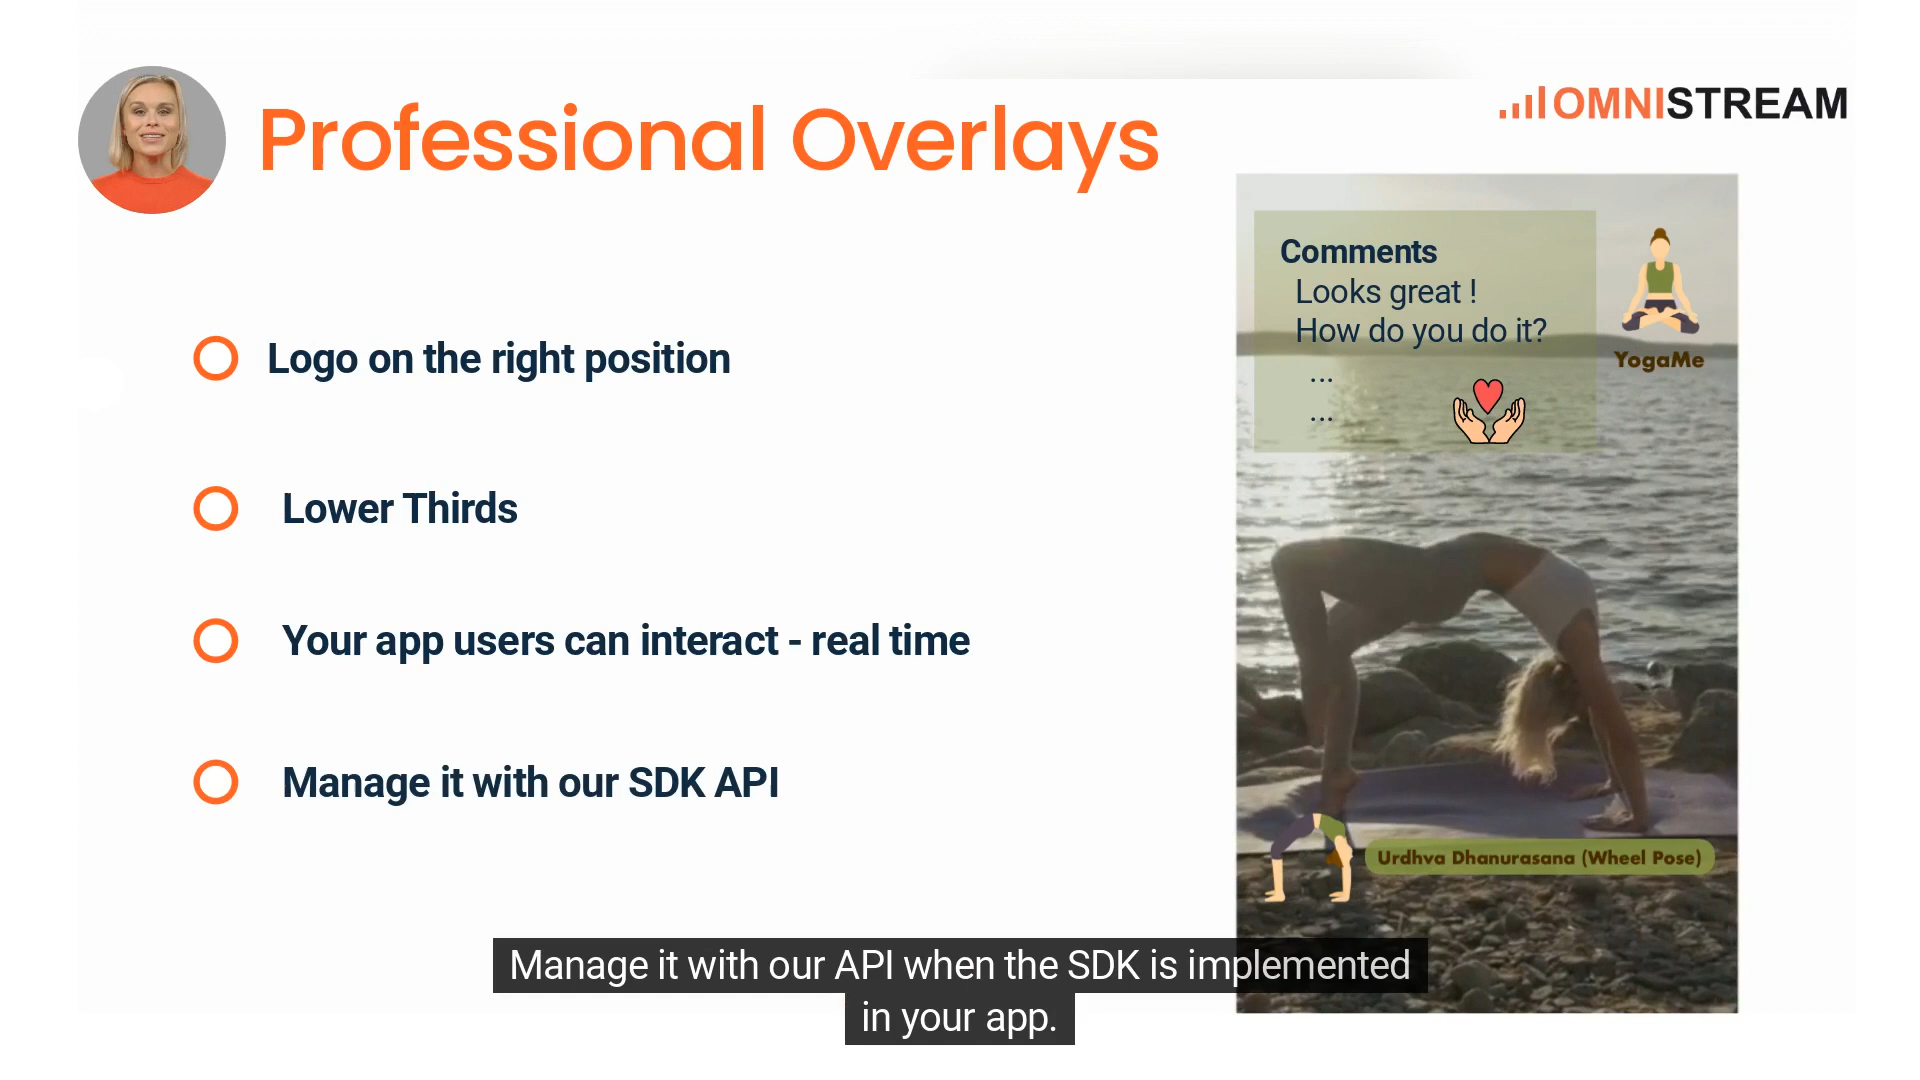 Professional Overlays
OMNISTREAM
Logo on the right position
Lower Thirds
Your app users can interact - real time
Manage it with our SDK API
Comments
Looks great !
How do you do it?
...
...
YogaMe
Urdhva Dhanurasana (Wheel Pose)
Manage it with our API when the SDK is implemented
in your app.